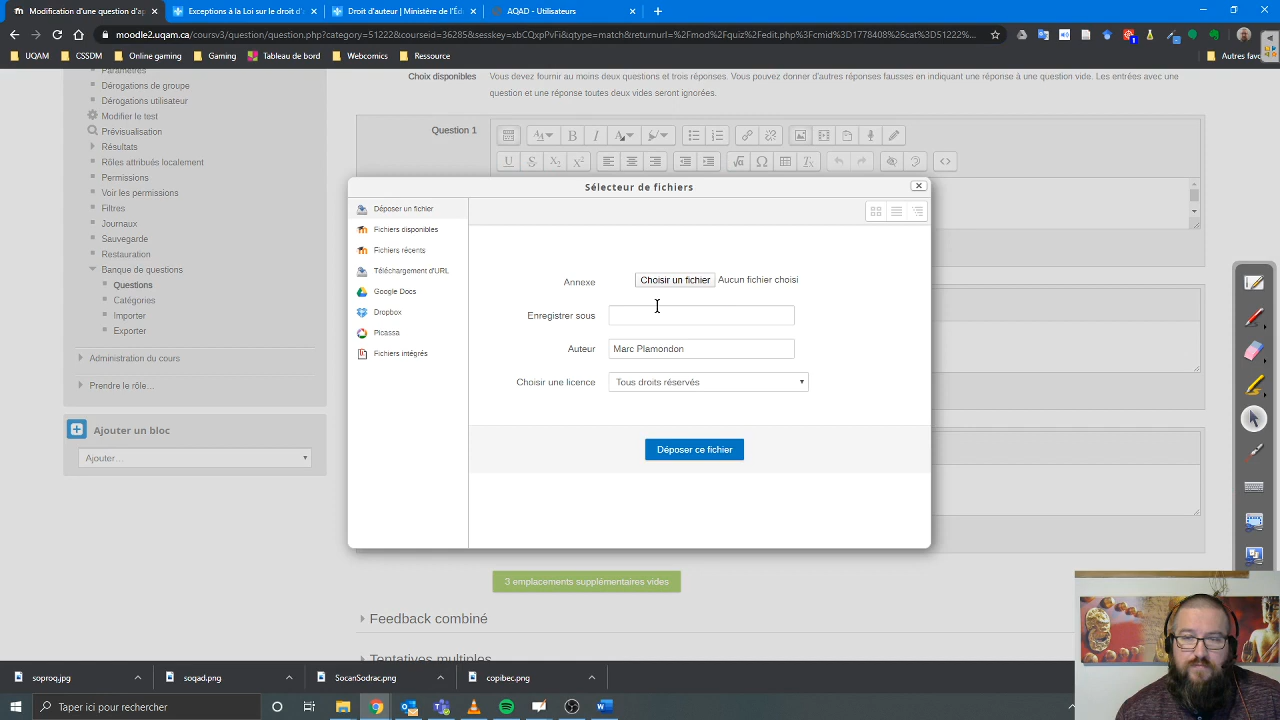 Modification d'une question d'ap
Exceptions à la Loi sur le droit d'
Droit d'auteur | Ministère de l'Éd
AQAD - Utilisateurs
moodle2.uqam.ca/coursv3/question/question.php?category=51222&courseid=36285&sesskey=xbCQxpPvFi&qtype=match&returnurl=%2Fmod%2Fquiz%2Fedit.php%3Fcmid%3D1778408%26cat%3D51222%...
UQAM
CSSDM
Online gaming
Gaming
Tableau de bord
Webcomics
Ressource
Autres favo
Paramètres
Dérogations de groupe
Dérogations utilisateur
Modifier le test
Prévisualisation
Résultats
Rôles attribués localement
Permissions
Voir les permissions
Filtres
Journaux
Sauvegarde
Restauration
Banque de questions
Questions
Catégories
Importer
Exporter
Administration du cours
Prendre le rôle...
Ajouter un bloc
Ajouter...
Choix disponibles
Vous devez fournir au moins deux questions et trois réponses. Vous pouvez donner d'autres réponses fausses en indiquant une réponse à une question vide. Les entrées avec une
question et une réponse toutes deux vides seront ignorées.
Question 1
Sélecteur de fichiers
Déposer un fichier
Fichiers disponibles
Fichiers récents
Téléchargement d'URL
Google Docs
Dropbox
Picassa
Fichiers intégrés
Annexe
Choisir un fichier
Aucun fichier choisi
Enregistrer sous
Auteur
Marc Plamondon
Choisir une licence
Tous droits réservés
Déposer ce fichier
3 emplacements supplémentaires vides
Feedback combiné
Tentatives multiples
soproq.jpg
soqad.png
SocanSodrac.png
copibec.png
Taper ici pour rechercher